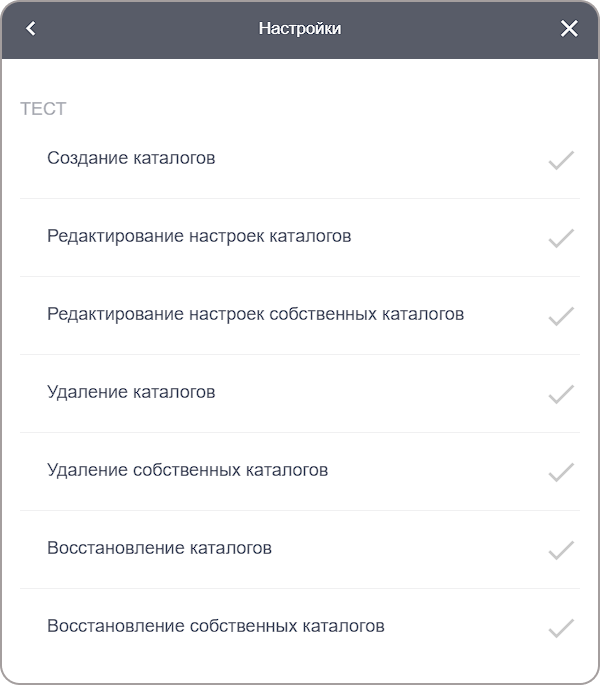 Настройки
ТЕСТ
Создание каталогов
Редактирование настроек каталогов
Редактирование настроек собственных каталогов
Удаление каталогов
Удаление собственных каталогов
Восстановление каталогов
Восстановление собственных каталогов